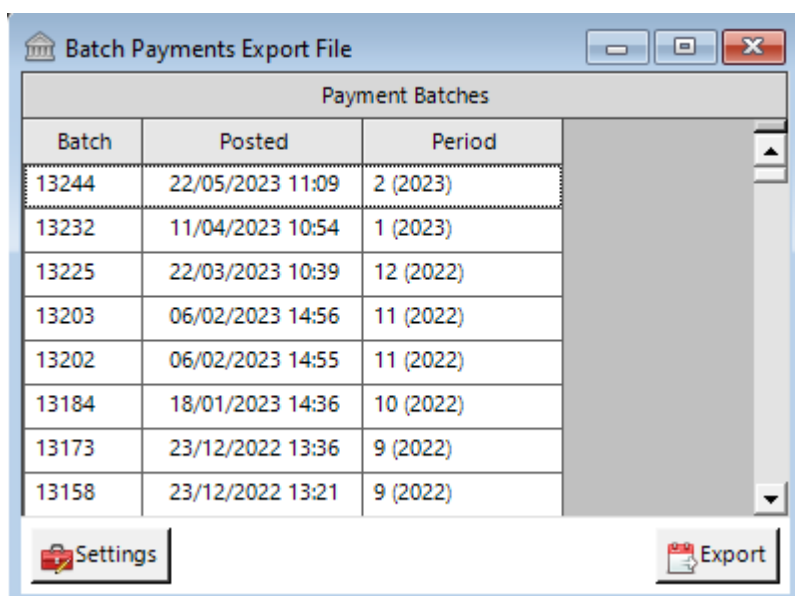 Batch Payments Export File
Payment Batches
Batch Posted Period
13244 22/05/2023 11:09 2 (2023)
13232 11/04/2023 10:54 1 (2023)
13225 22/03/2023 10:39 12 (2022)
13203 06/02/2023 14:56 11 (2022)
13202 06/02/2023 14:55 11 (2022)
13184 18/01/2023 14:36 10 (2022)
13173 23/12/2022 13:36 9 (2022)
13158 23/12/2022 13:21 9 (2022)
Settings Export